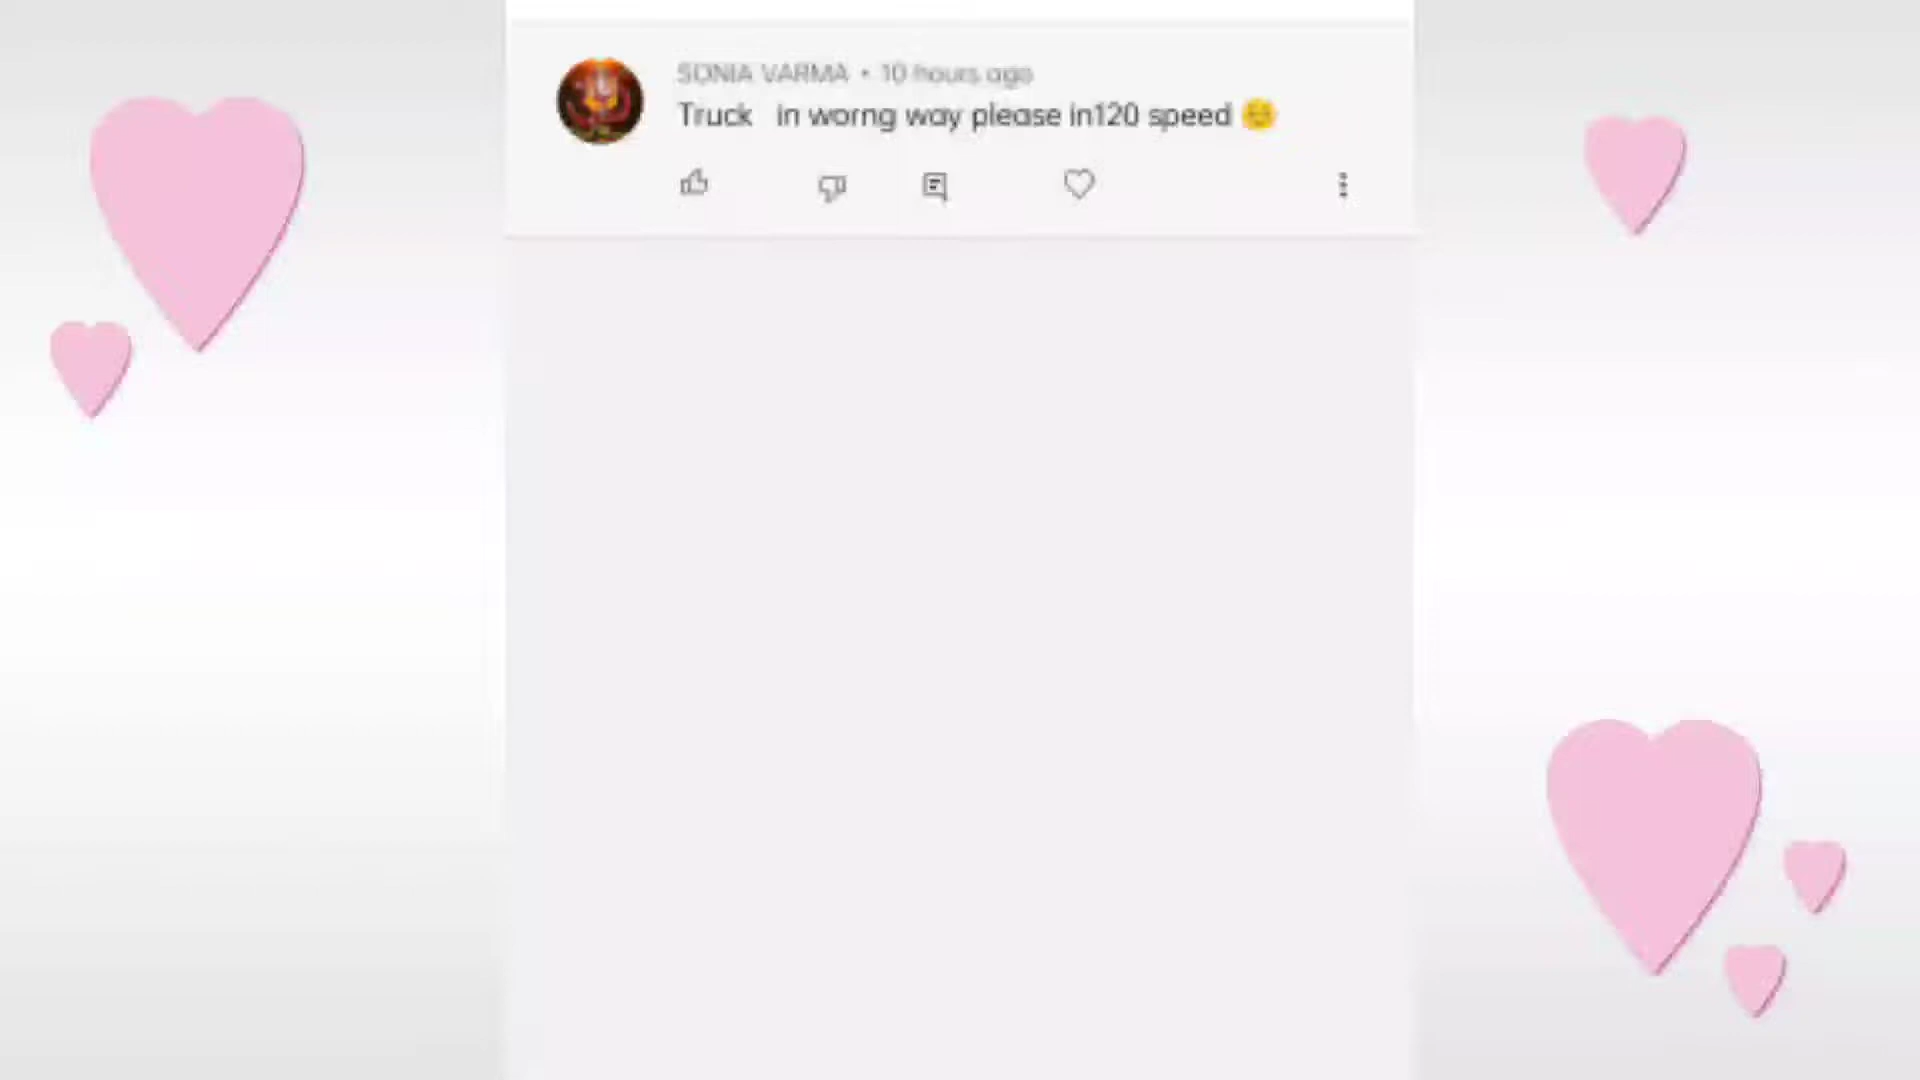 SONIA VARMA • 10 hours ago
Truck in worng way please in120 speed 😊